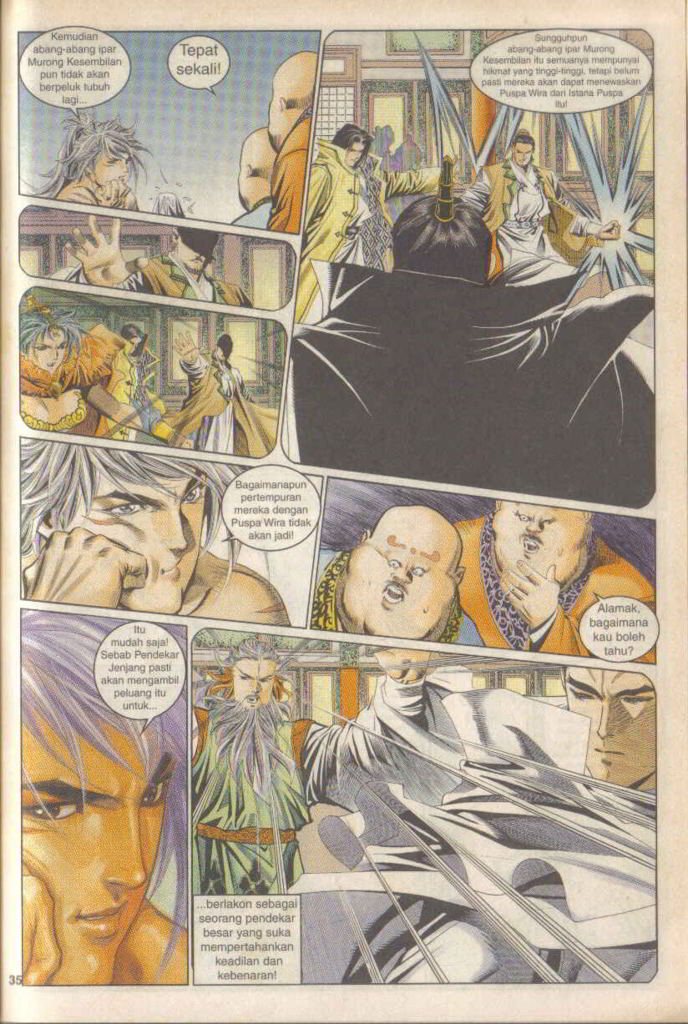 Kemudian
abang-abang ipar
Murong Kesembilan
pun tidak akan
berpeluk tubuh
lagi...
Tepat
sekali!
Sungguhpun
abang-abang ipar Murong
Kesembilan itu semuanya mempunyai
hikmat yang tinggi-tinggi, tetapi belum
pasti mereka akan dapat menewaskan
Puspa Wira dari Istana Puspa
itu!
Bagaimanapun
pertempuran
mereka dengan
Puspa Wira tidak
akan jadi!
Alamak,
bagaimana
kau boleh
tahu?
Itu
mudah saja!
Sebab Pendekar
Jenjang pasti
akan mengambil
peluang itu
untuk...
...berlakon sebagai
seorang pendekar
besar yang suka
mempertahankan
keadilan dan
kebenaran!
35